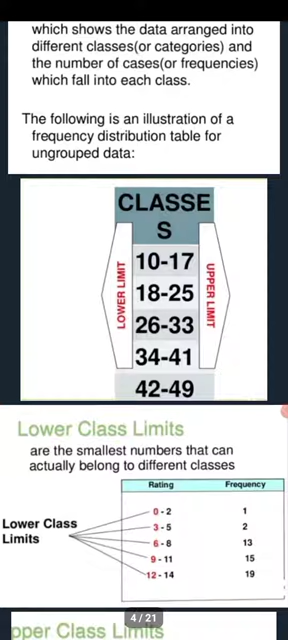 which shows the data arranged into
different classes(or categories) and
the number of cases(or frequencies)
which fall into each class.
The following is an illustration of a
frequency distribution table for
ungrouped data:
CLASSE
S
LOWER LIMIT
UPPER LIMIT
10-17
18-25
26-33
34-41
42-49
Lower Class Limits
are the smallest numbers that can
actually belong to different classes
Rating Frequency
Lower Class
Limits
0 - 2 1
3 - 5 2
6 - 8 13
9 - 11 15
12 - 14 19
4 / 21
pper Class Limits